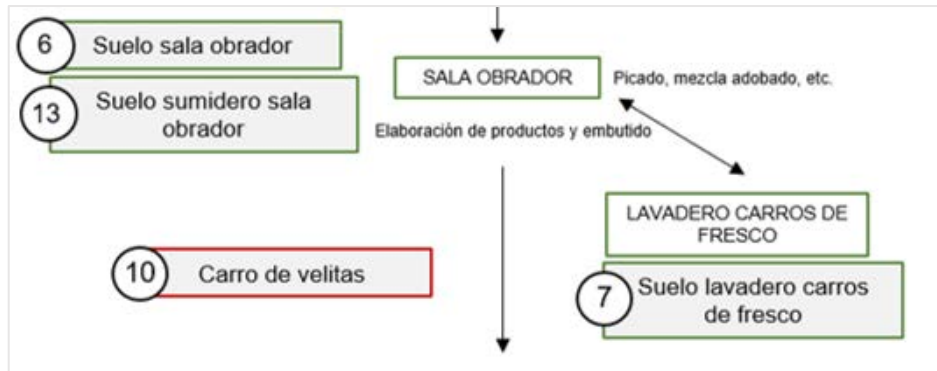 6
Suelo sala obrador
13
Suelo sumidero sala
obrador
SALA OBRADOR
Picado, mezcla adobado, etc.
Elaboración de productos y embutido
LAVADERO CARROS DE
FRESCO
10
Carro de velitas
7
Suelo lavadero carros
de fresco